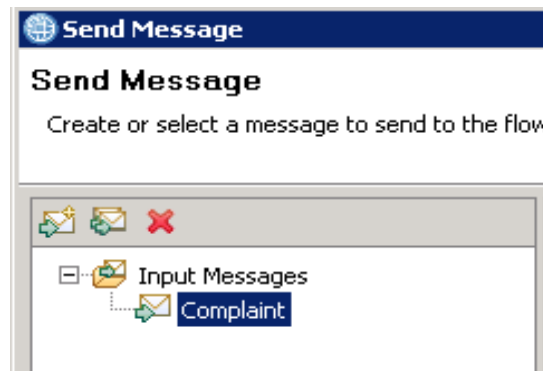 Send Message
Send Message
Create or select a message to send to the flow
Input Messages
Complaint